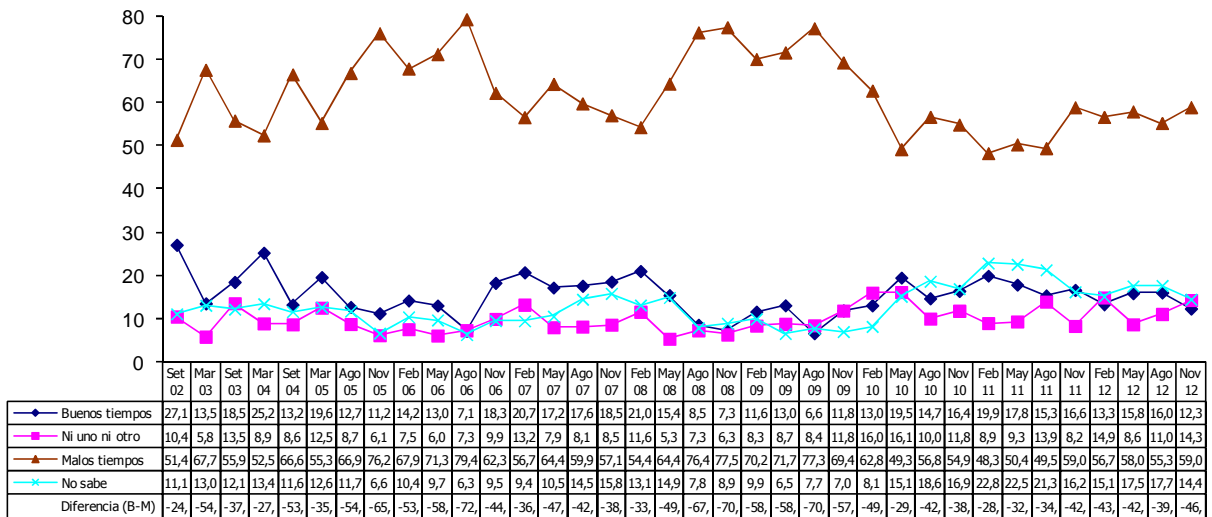 80
70
60
50
40
30
20
10
0
Set 02 Mar 03 Set 03 Mar 04 Set 04 Mar 05 Ago 05 Nov 05 Feb 06 May 06 Ago 06 Nov 06 Feb 07 May 07 Ago 07 Nov 07 Feb 08 May 08 Ago 08 Nov 08 Feb 09 May 09 Ago 09 Nov 09 Feb 10 May 10 Ago 10 Nov 10 Feb 11 May 11 Ago 11 Nov 11 Feb 12 May 12 Ago 12 Nov 12
Buenos tiempos 27,1 13,5 18,5 25,2 13,2 19,6 12,7 11,2 14,2 13,0 7,1 18,3 20,7 17,2 17,6 18,5 21,0 15,4 8,5 7,3 11,6 13,0 6,6 11,8 13,0 19,5 14,7 16,4 19,9 17,8 15,3 16,6 13,3 15,8 16,0 12,3
Ni uno ni otro 10,4 5,8 13,5 8,9 8,6 12,5 8,7 6,1 7,5 6,0 7,3 9,9 13,2 7,9 8,1 8,5 11,6 5,3 7,3 6,3 8,3 8,7 8,4 11,8 16,0 16,1 10,0 11,8 8,9 9,3 13,9 8,2 14,9 8,6 11,0 14,3
Malos tiempos 51,4 67,7 55,9 52,5 66,6 55,3 66,9 76,2 67,9 71,3 79,4 62,3 56,7 64,4 59,9 57,1 54,4 64,4 76,4 77,5 70,2 71,7 77,3 69,4 62,8 49,3 56,8 54,9 48,3 50,4 49,5 59,0 56,7 58,0 55,3 59,0
No sabe 11,1 13,0 12,1 13,4 11,6 12,6 11,7 6,6 10,4 9,7 6,3 9,5 9,4 10,5 14,5 15,8 13,1 14,9 7,8 8,9 9,9 6,5 7,7 7,0 8,1 15,1 18,6 16,9 22,8 22,5 21,3 16,2 15,1 17,5 17,7 14,4
Diferencia (B-M) -24, -54, -37, -27, -53, -35, -54, -65, -53, -58, -72, -44, -36, -47, -42, -38, -33, -49, -67, -70, -58, -58, -70, -57, -49, -29, -42, -38, -28, -32, -34, -42, -43, -42, -39, -46,